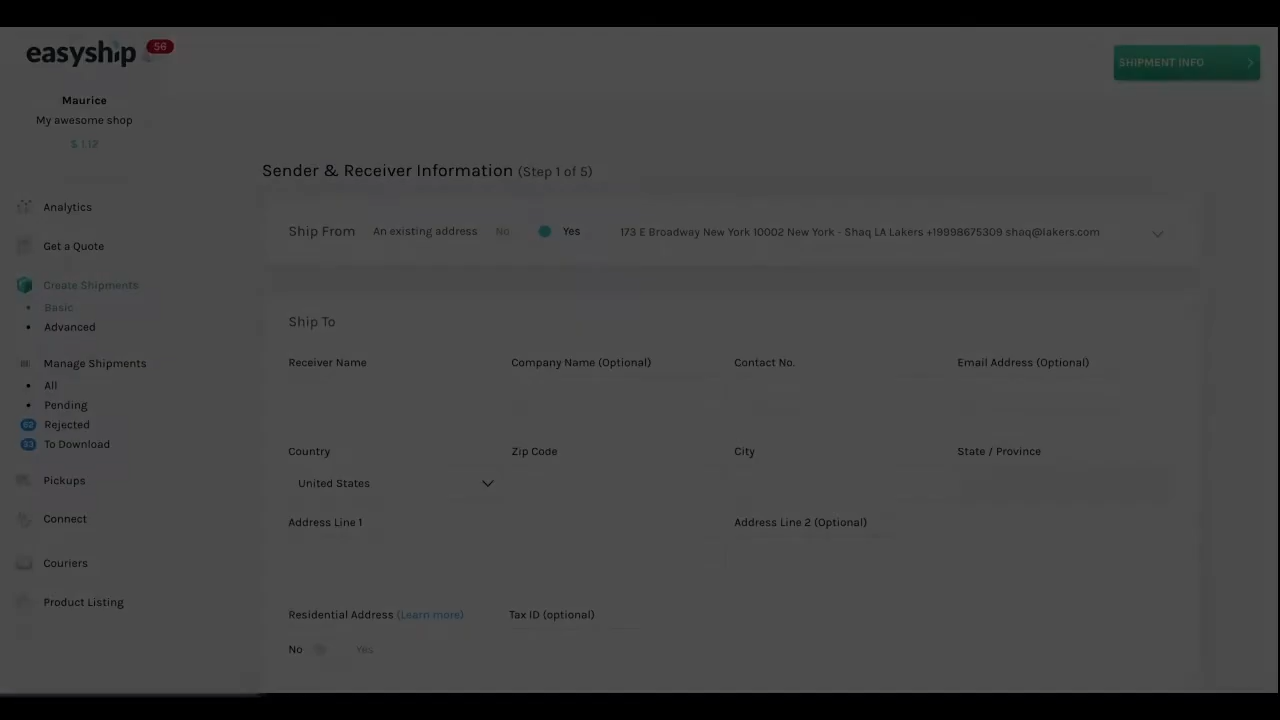 easyship 56
SHIPMENT INFO
Maurice
My awesome shop
$ 1.12
Analytics
Get a Quote
Create Shipments
Basic
Advanced
Manage Shipments
All
Pending
62 Rejected
33 To Download
Pickups
Connect
Couriers
Product Listing
Sender & Receiver Information (Step 1 of 5)
Ship From An existing address No Yes 173 E Broadway New York 10002 New York - Shaq LA Lakers +19998675309 shaq@lakers.com
Ship To
Receiver Name Company Name (Optional) Contact No. Email Address (Optional)
Country Zip Code City State / Province
United States
Address Line 1 Address Line 2 (Optional)
Residential Address (Learn more) Tax ID (optional)
No Yes